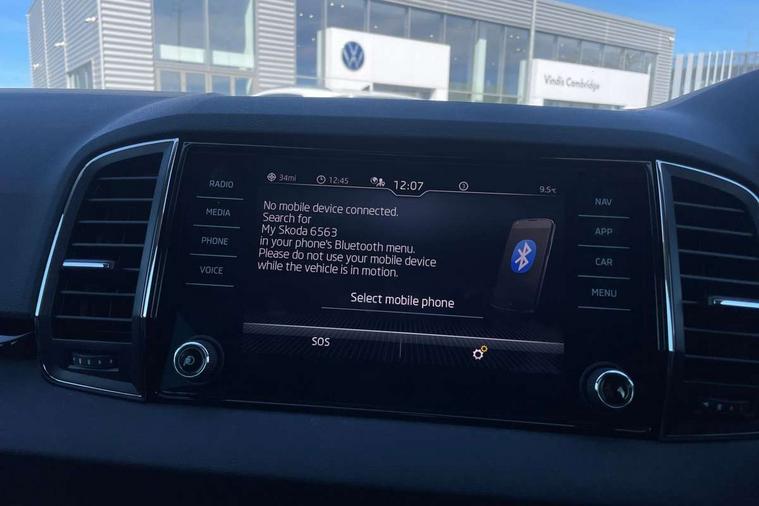 Vindis Cambridge
RADIO
MEDIA
PHONE
VOICE
34mi
12:45
12:07
9.5°C
No mobile device connected.
Search for
My Skoda 6563
in your phone's Bluetooth menu.
Please do not use your mobile device
while the vehicle is in motion.
Select mobile phone
SOS
NAV
APP
CAR
MENU